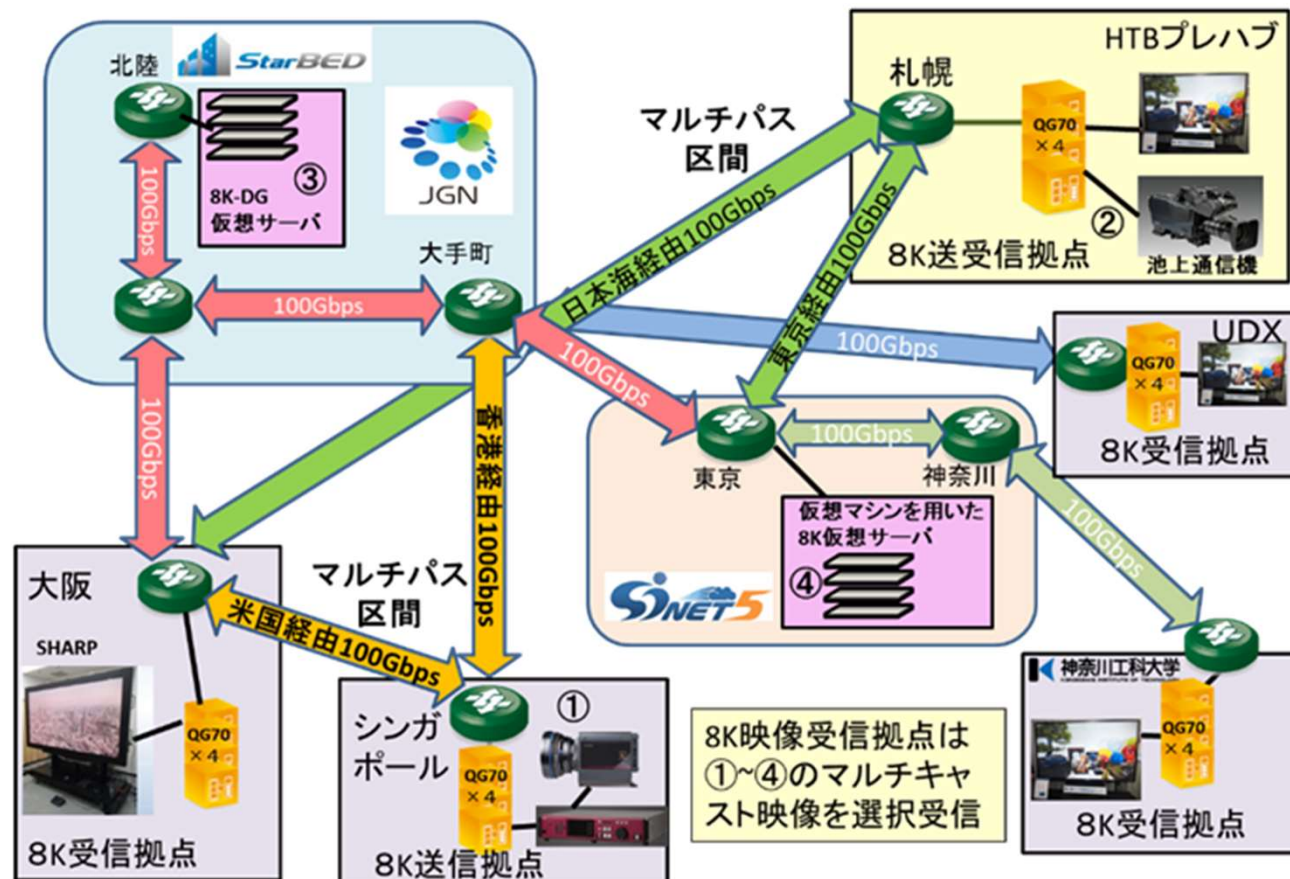 北陸
StarBED
③
8K-DG
仮想サーバ
JGN
100Gbps
大手町
100Gbps
100Gbps
マルチパス
区間
日本海経由100Gbps
東京経由100Gbps
100Gbps
100Gbps
香港経由100Gbps
HTBプレハブ
札幌
QG70
×4
②
8K送受信拠点
池上通信機
UDX
QG70
×4
8K受信拠点
東京
100Gbps
神奈川
仮想マシンを用いた
8K仮想サーバ
④
SiNET5
100Gbps
大阪
SHARP
QG70
×4
8K受信拠点
マルチパス
区間
米国経由100Gbps
シンガ
ポール
①
QG70
×4
8K送信拠点
8K映像受信拠点は
①~④のマルチキャ
スト映像を選択受信
神奈川工科大学
QG70
×4
8K受信拠点